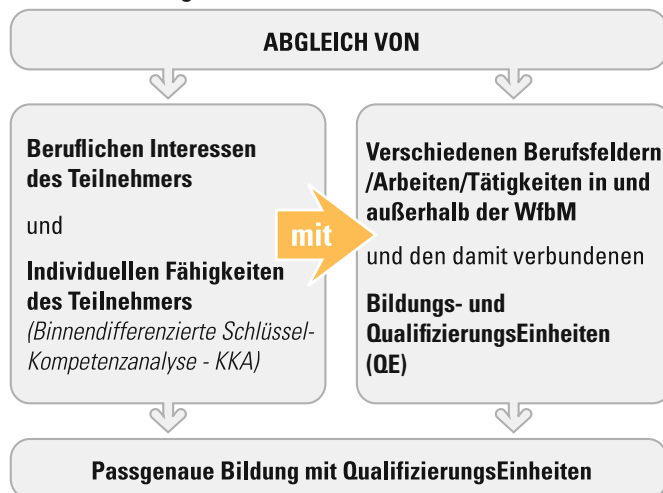 ABGLEICH VON
Beruflichen Interessen
des Teilnehmers
und
Individuellen Fähigkeiten
des Teilnehmers
(Binnendifferenzierte Schlüssel-
Kompetenzanalyse - KKA)
mit
Verschiedenen Berufsfeldern
/Arbeiten/Tätigkeiten in und
außerhalb der WfbM
und den damit verbundenen
Bildungs- und
QualifizierungsEinheiten
(QE)
Passgenaue Bildung mit QualifizierungsEinheiten